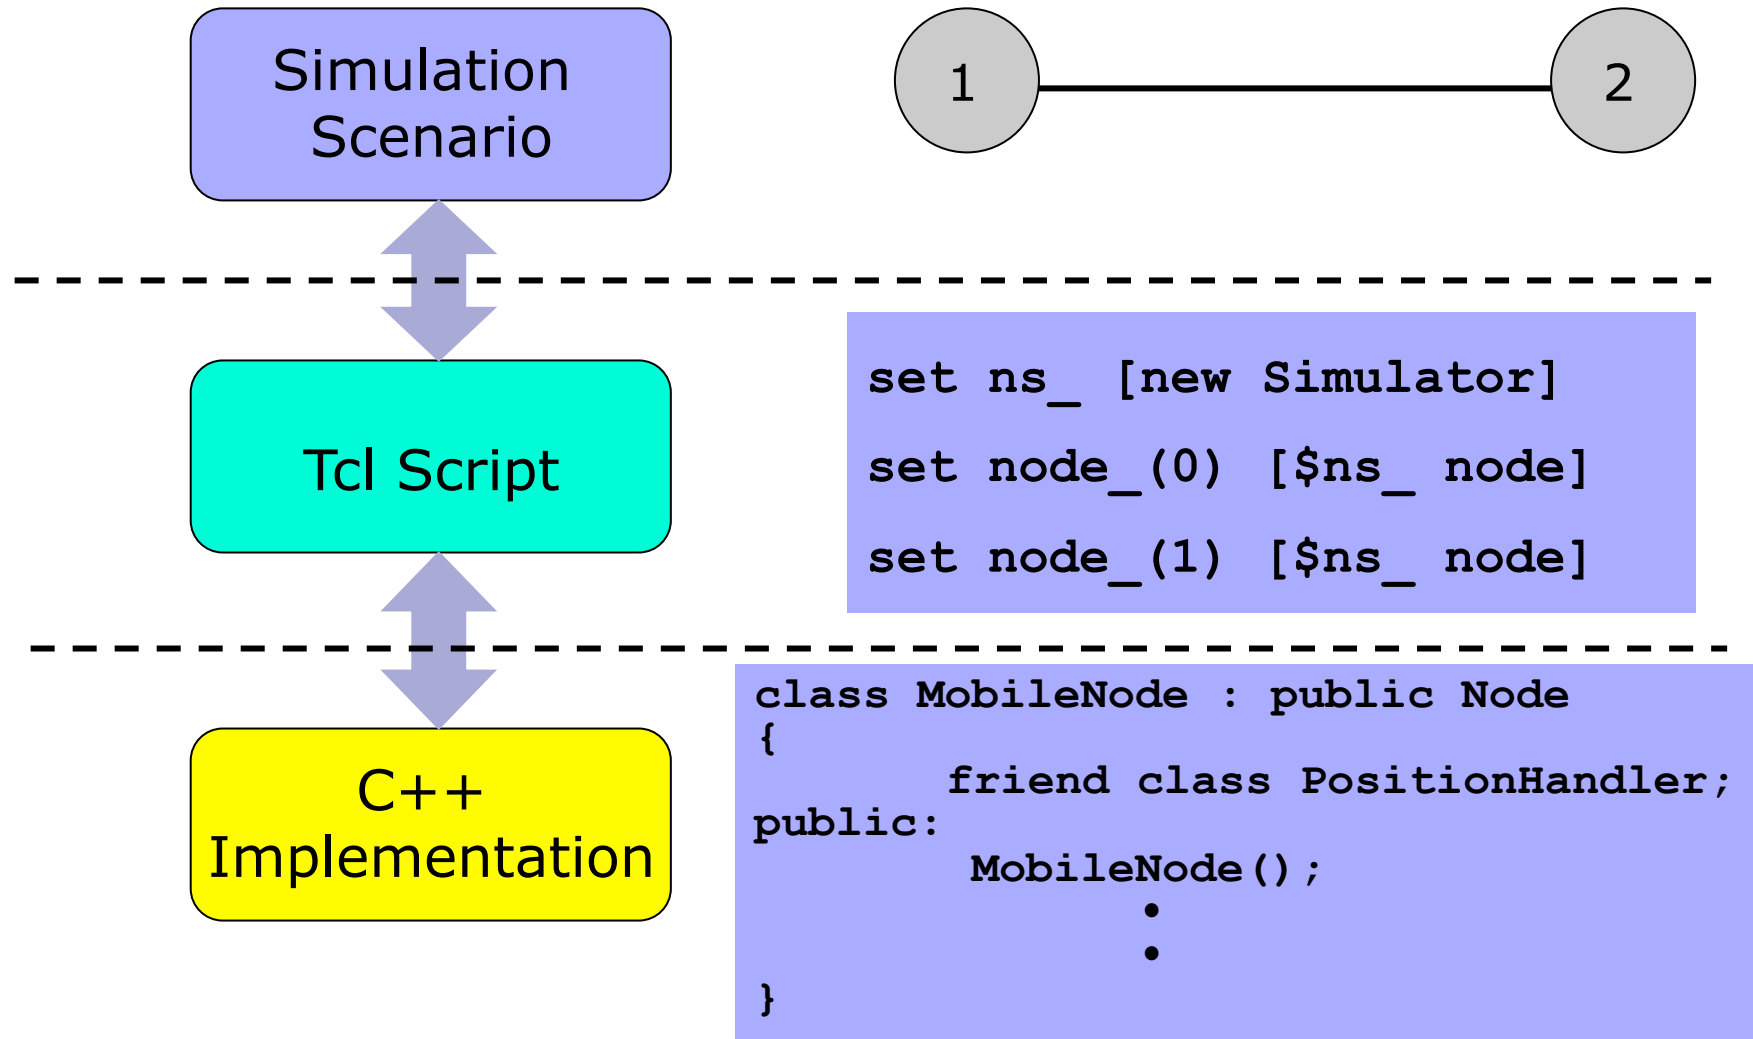 Simulation
Scenario
1
2
Tcl Script
set ns_ [new Simulator]
set node_(0) [$ns_ node]
set node_(1) [$ns_ node]
C++
Implementation
class MobileNode : public Node
{
friend class PositionHandler;
public:
MobileNode();
•
•
}